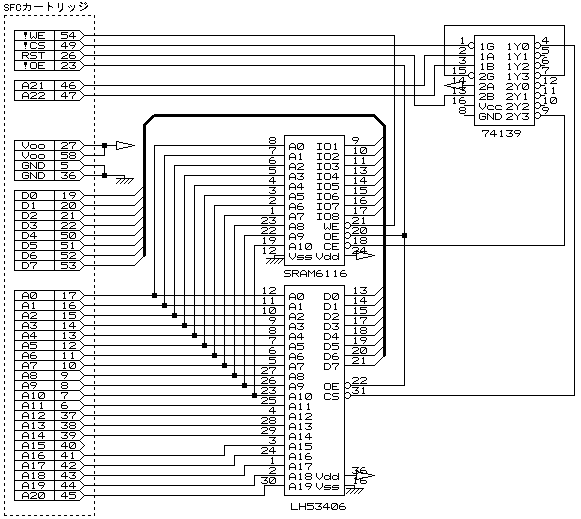 SFCカートリッジ
!WE 54
!CS 49
RST 26
!OE 23
A21 46
A22 47
Voo 27
Voo 58
GND 5
GND 36
D0 19
D1 20
D2 21
D3 22
D4 50
D5 51
D6 52
D7 53
A0 17
A1 16
A2 15
A3 14
A4 13
A5 12
A6 11
A7 10
A8 9
A9 8
A10 7
A11 6
A12 37
A13 38
A14 39
A15 40
A16 41
A17 42
A18 43
A19 44
A20 45
8 A0 IO1 9
7 A1 IO2 10
6 A2 IO3 11
5 A3 IO4 13
4 A4 IO5 14
3 A5 IO6 15
2 A6 IO7 16
1 A7 IO8 17
23 A8 WE 21
22 A9 OE 20
19 A10 CE 18
12 Vss Vdd 24
SRAM6116
12 A0 D0 13
11 A1 D1 14
10 A2 D2 15
9 A3 D3 17
8 A4 D4 18
7 A5 D5 19
6 A6 D6 20
5 A7 D7 21
27 A8
26 A9 OE 22
23 A10 CS 31
25 A11
4 A12
28 A13
29 A14
3 A15
24 A16
1 A17
2 A18 Vdd 36
30 A19 Vss 16
LH53406
1 1G 1Y0 4
2 1A 1Y1 5
3 1B 1Y2 6
15 2G 1Y3 7
2A 2Y0 12
13 2B 2Y1 11
16 Vcc 2Y2 10
8 GND 2Y3 9
74139